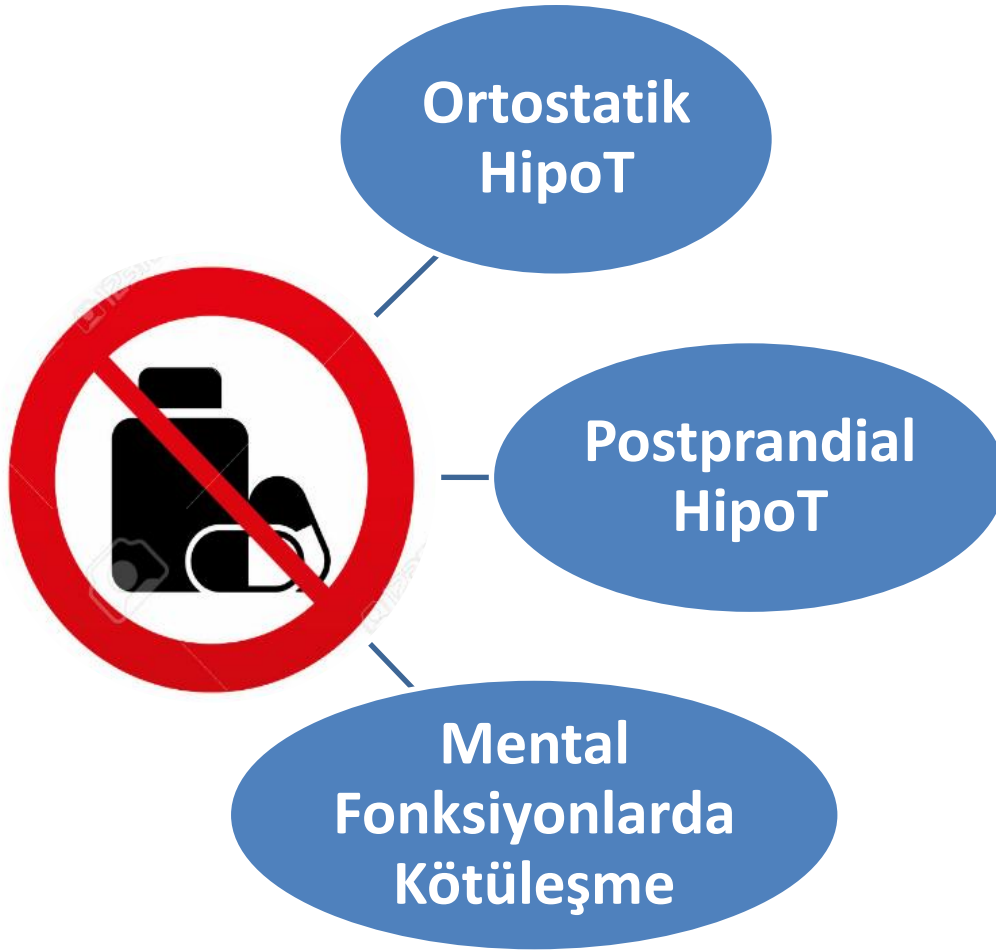 Ortostatik
HipoT
Postprandial
HipoT
Mental
Fonksiyonlarda
Kötüleşme